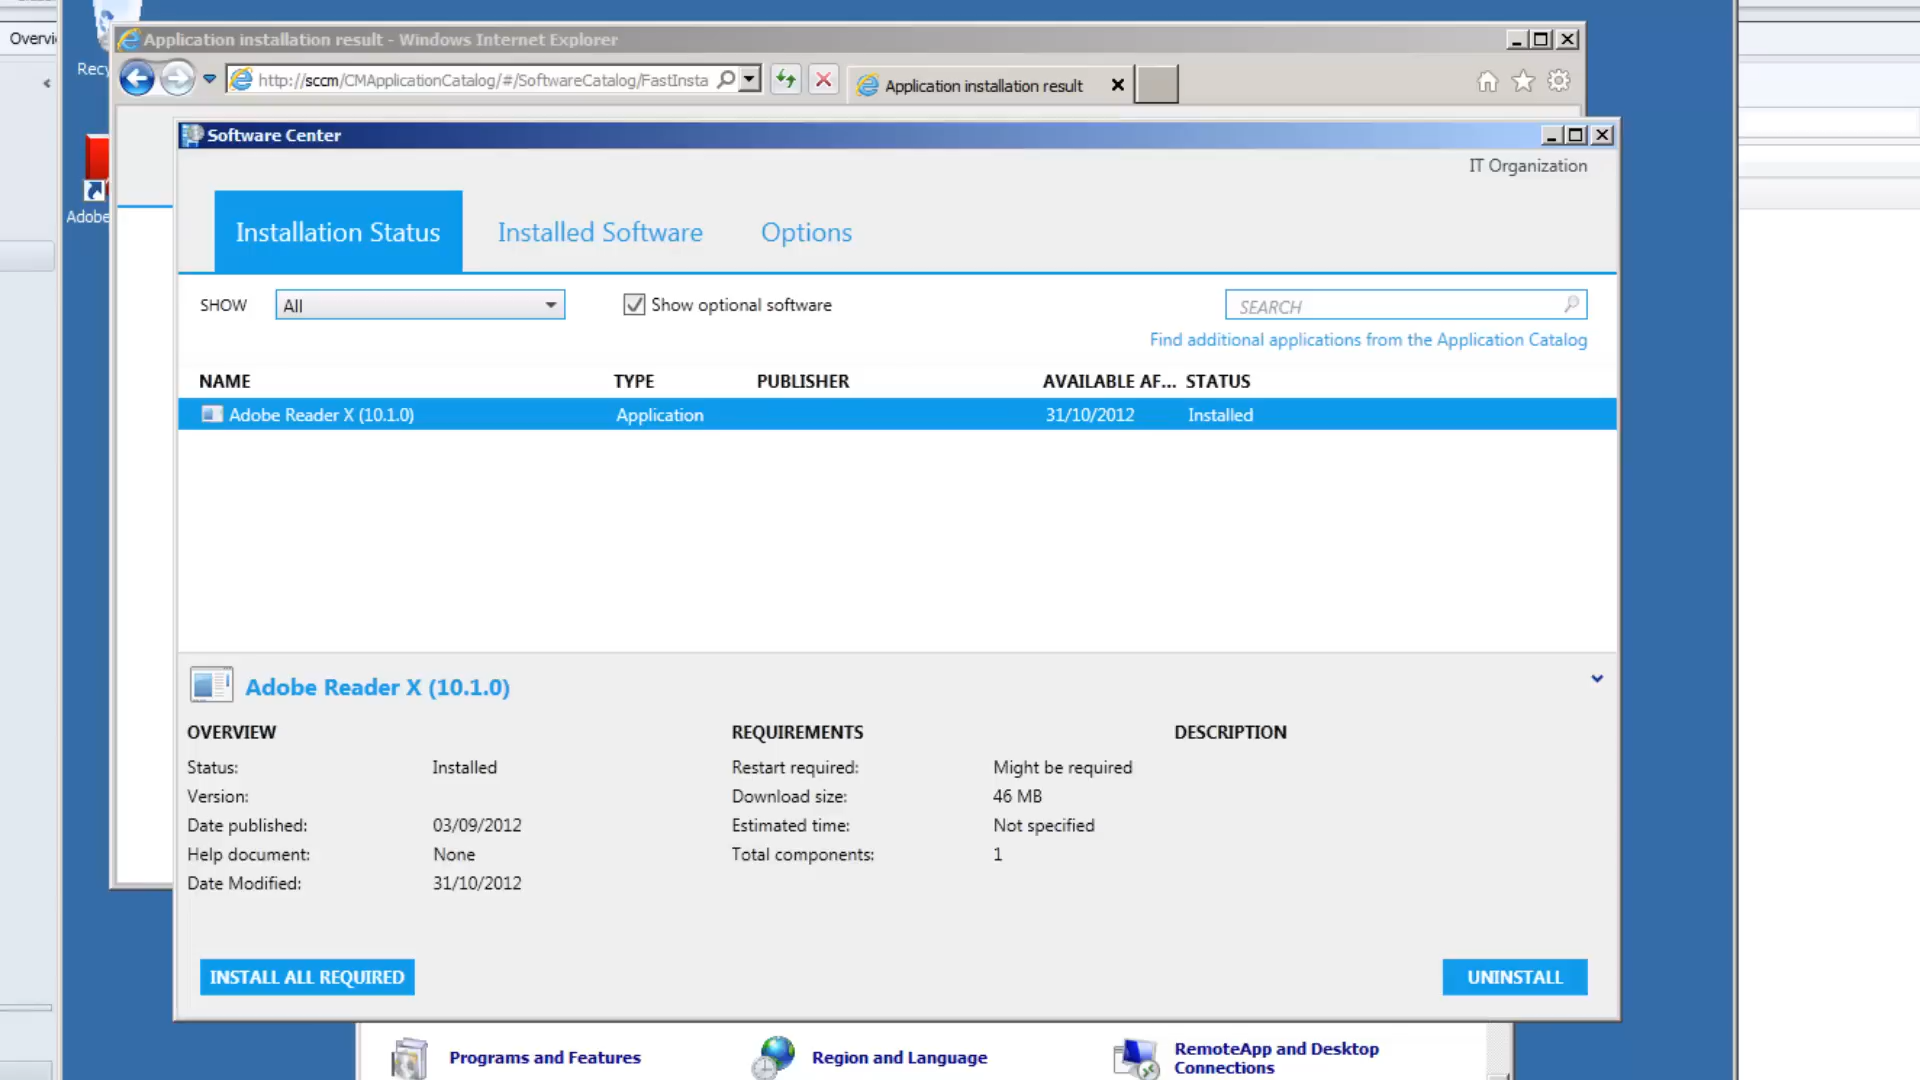 Overvi
Recy
Adobe
Application installation result - Windows Internet Explorer
http://sccm/CMApplicationCatalog/#/SoftwareCatalog/FastInsta
Application installation result
Software Center
IT Organization
Installation Status
Installed Software
Options
SHOW
All
Show optional software
SEARCH
Find additional applications from the Application Catalog
NAME TYPE PUBLISHER AVAILABLE AF... STATUS
Adobe Reader X (10.1.0) Application 31/10/2012 Installed
Adobe Reader X (10.1.0)
OVERVIEW REQUIREMENTS DESCRIPTION
Status: Installed Restart required: Might be required
Version: Download size: 46 MB
Date published: 03/09/2012 Estimated time: Not specified
Help document: None Total components: 1
Date Modified: 31/10/2012
INSTALL ALL REQUIRED
UNINSTALL
Programs and Features
Region and Language
RemoteApp and Desktop
Connections